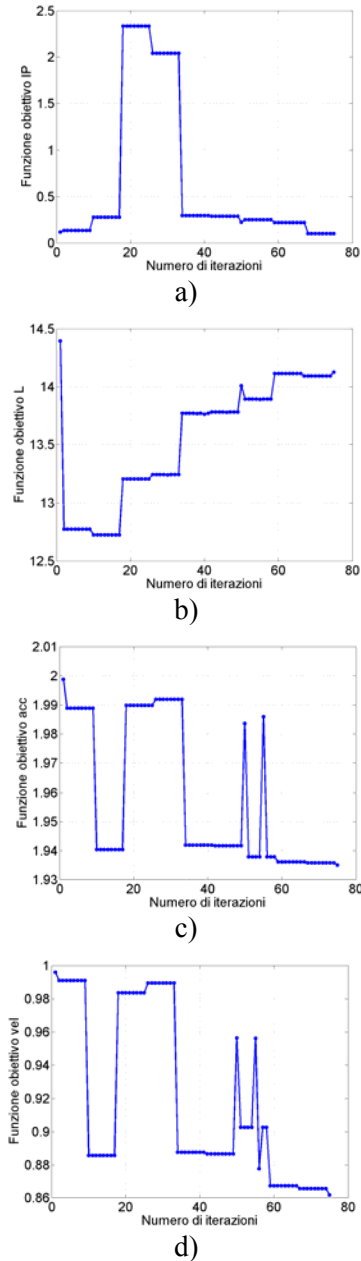 Funzione obiettivo IP
2.5
2
1.5
1
0.5
0
0 20 40 60 80
Numero di iterazioni
a)
Funzione obiettivo L
14.5
14
13.5
13
12.5
0 20 40 60 80
Numero di iterazioni
b)
Funzione obiettivo acc
2.01
2
1.99
1.98
1.97
1.96
1.95
1.94
1.93
0 20 40 60 80
Numero di iterazioni
c)
Funzione obiettivo vel
1
0.98
0.96
0.94
0.92
0.9
0.88
0.86
0 20 40 60 80
Numero di iterazioni
d)